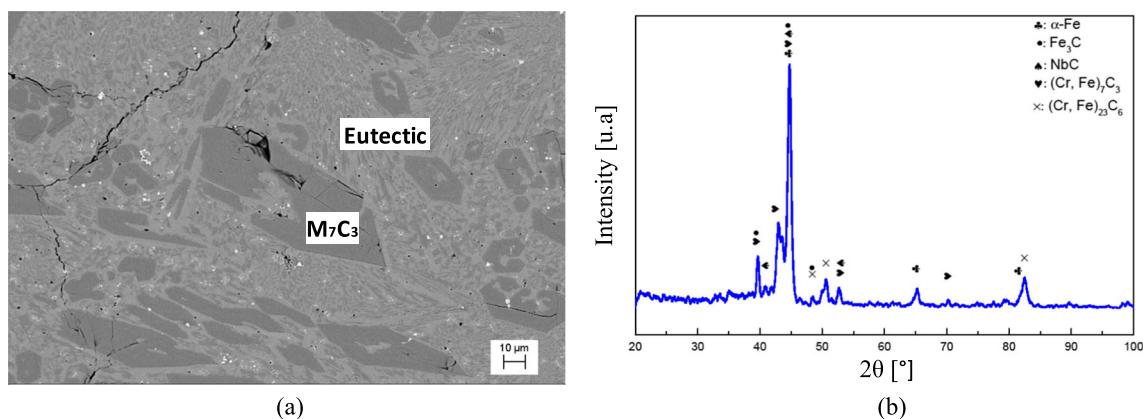 Eutectic
M₇C₃
10 µm
(a)
Intensity [u.a]
♣: α-Fe
•: Fe₃C
♠: NbC
♥: (Cr, Fe)₇C₃
×: (Cr, Fe)₂₃C₆
20 30 40 50 60 70 80 90 100
2θ [°]
(b)